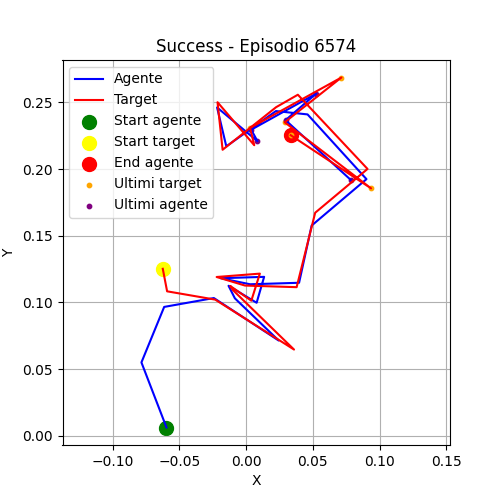 Success - Episodio 6574
Agente
Target
Start agente
Start target
End agente
Ultimi target
Ultimi agente
0.25
0.20
0.15
0.10
0.05
0.00
Y
−0.10
−0.05
0.00
0.05
0.10
0.15
X